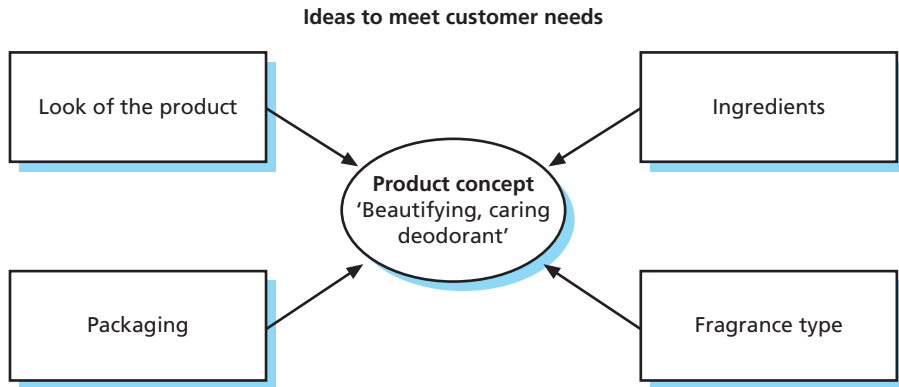 Ideas to meet customer needs
Look of the product
Ingredients
Product concept
‘Beautifying, caring
deodorant’
Packaging
Fragrance type